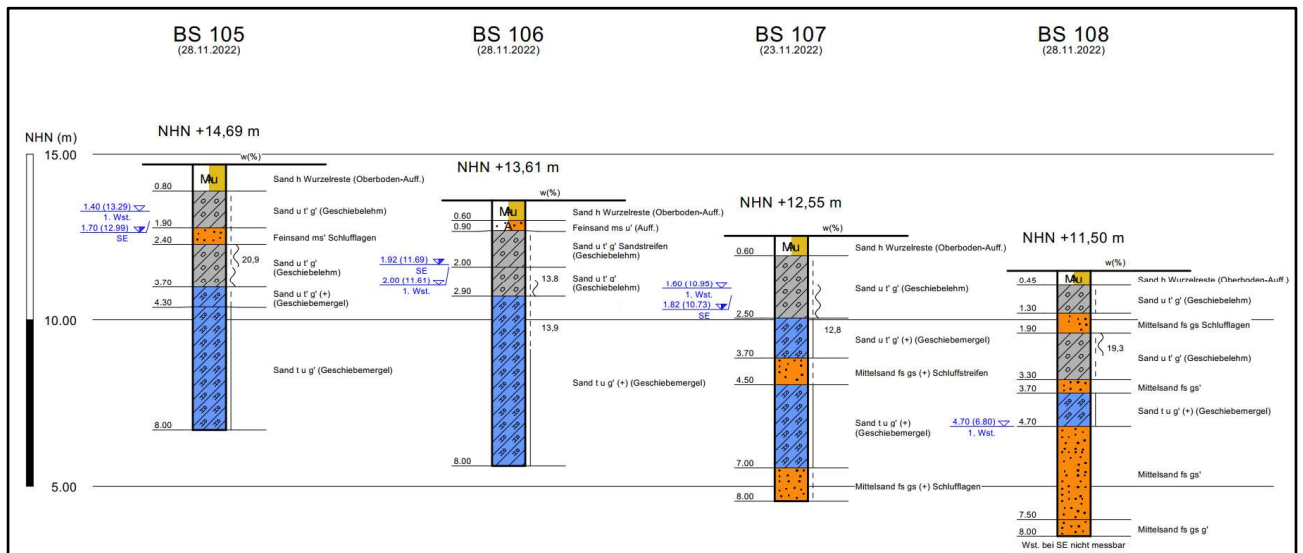 BS 105
(28.11.2022)
BS 106
(28.11.2022)
BS 107
(23.11.2022)
BS 108
(28.11.2022)
NHN (m)
15.00
10.00
5.00
NHN +14,69 m
w(%)
Mu
0.80
Sand h Wurzelreste (Oberboden-Auff.)
1.40 (13.29)
1. Wst.
Sand u t' g' (Geschiebelehm)
1.90
1.70 (12.99)
SE
Feinsand ms' Schlufflagen
2.40
20,9
Sand u t' g'
(Geschiebelehm)
3.70
Sand u t' g' (+)
(Geschiebemergel)
4.30
Sand t u g' (Geschiebemergel)
8.00
NHN +13,61 m
w(%)
Mu
0.60
Sand h Wurzelreste (Oberboden-Auff.)
A
0.90
Feinsand ms u' (Auff.)
Sand u t' g' Sandstreifen
(Geschiebelehm)
1.92 (11.69)
SE
2.00
2.00 (11.61)
1. Wst.
13.8
Sand u t' g'
(Geschiebelehm)
2.90
13,9
Sand t u g' (+) (Geschiebemergel)
8.00
NHN +12,55 m
w(%)
Mu
0.60
Sand h Wurzelreste (Oberboden-Auff.)
1.60 (10.95)
1. Wst.
Sand u t' g' (Geschiebelehm)
1.82 (10.73)
SE
2.50
12,8
Sand u t' g' (+) (Geschiebemergel)
3.70
Mittelsand fs gs (+) Schluffstreifen
4.50
Sand t u g' (+)
(Geschiebemergel)
7.00
Mittelsand fs gs (+) Schlufflagen
8.00
NHN +11,50 m
w(%)
Mu
0.45
Sand h Wurzelreste (Oberboden-Auff.)
Sand u t' g' (Geschiebelehm)
1.30
Mittelsand fs gs Schlufflagen
1.90
19,3
Sand u t' g' (Geschiebelehm)
3.30
Mittelsand fs gs'
3.70
Sand t u g' (+) (Geschiebemergel)
4.70 (6.80)
1. Wst.
4.70
Mittelsand fs gs'
7.50
Mittelsand fs gs g'
8.00
Wst. bei SE nicht messbar